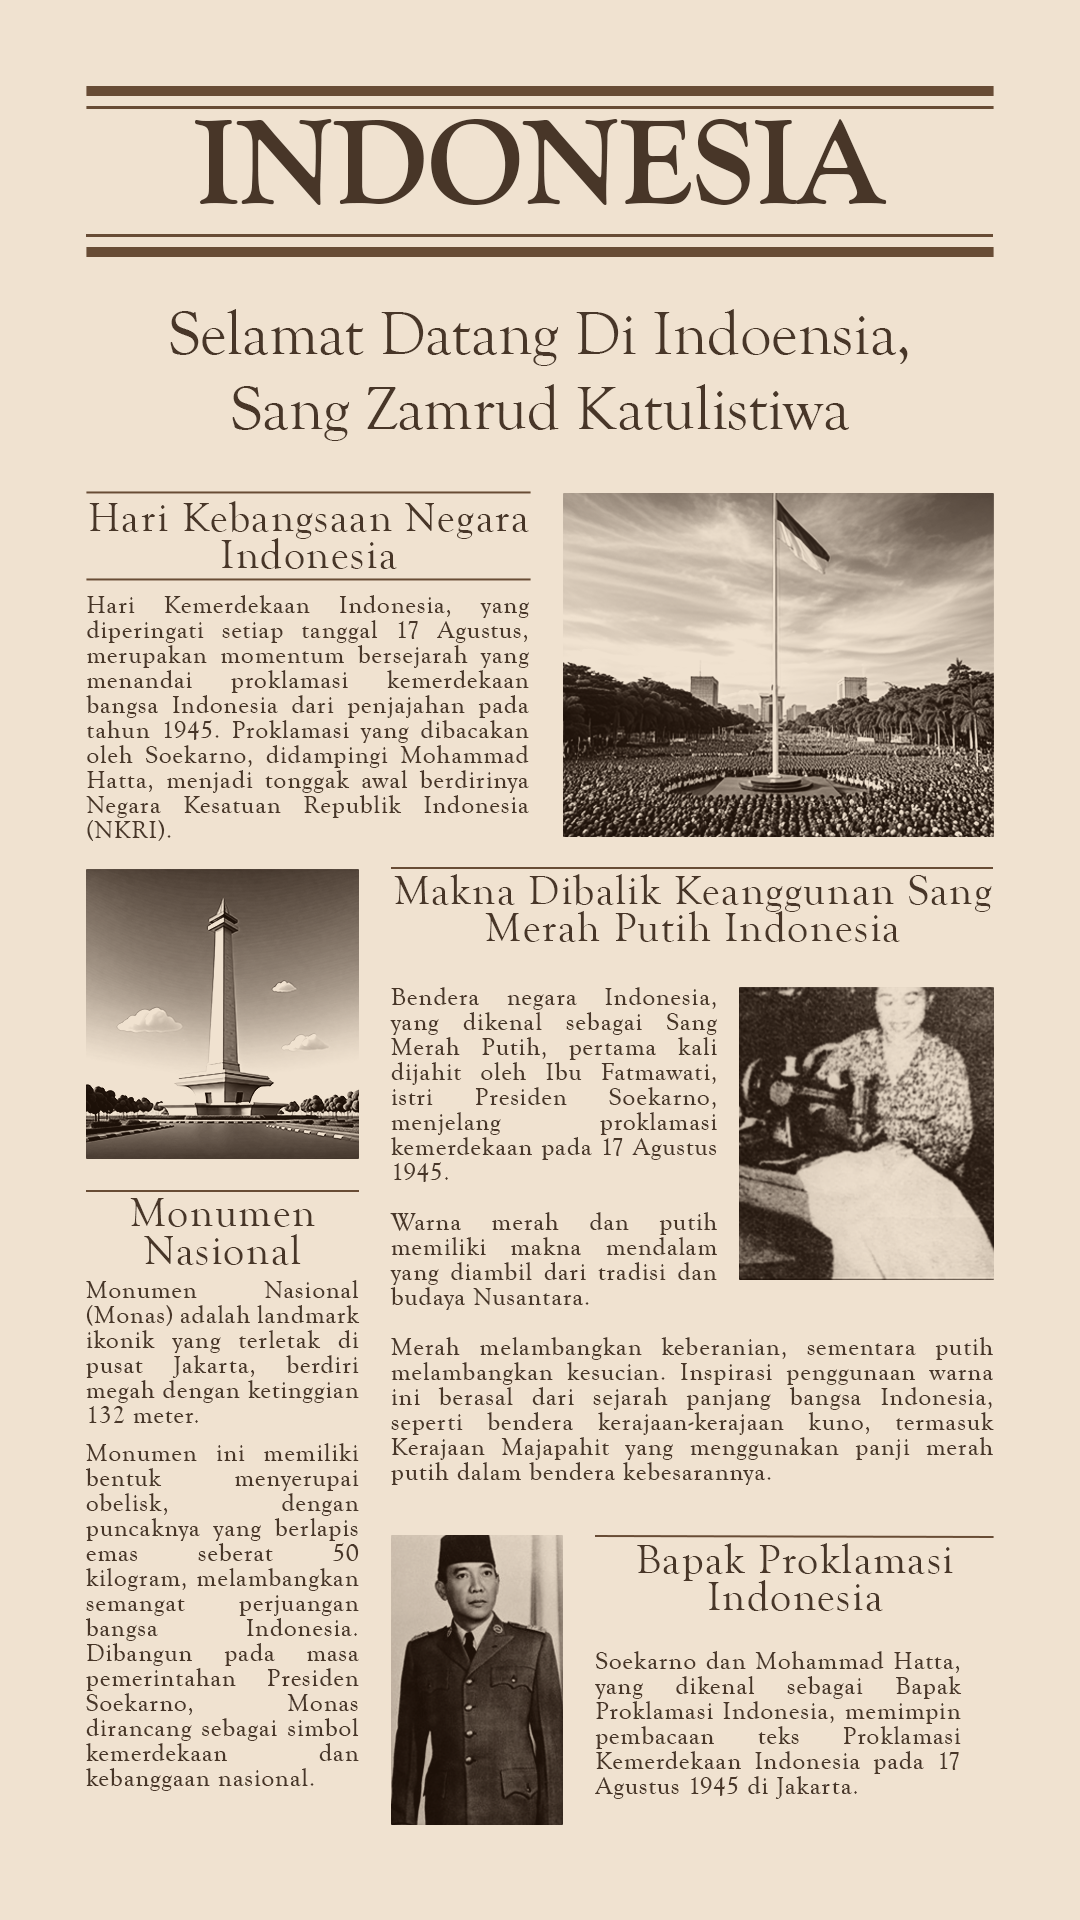 INDONESIA
Selamat Datang Di Indoensia,
Sang Zamrud Katulistiwa
Hari Kebangsaan Negara
Indonesia
Hari Kemerdekaan Indonesia, yang
diperingati setiap tanggal 17 Agustus,
merupakan momentum bersejarah yang
menandai proklamasi kemerdekaan
bangsa Indonesia dari penjajahan pada
tahun 1945. Proklamasi yang dibacakan
oleh Soekarno, didampingi Mohammad
Hatta, menjadi tonggak awal berdirinya
Negara Kesatuan Republik Indonesia
(NKRI).
Makna Dibalik Keanggunan Sang
Merah Putih Indonesia
Bendera negara Indonesia,
yang dikenal sebagai Sang
Merah Putih, pertama kali
dijahit oleh Ibu Fatmawati,
istri Presiden Soekarno,
menjelang proklamasi
kemerdekaan pada 17 Agustus
1945.
Warna merah dan putih
memiliki makna mendalam
yang diambil dari tradisi dan
budaya Nusantara.
Merah melambangkan keberanian, sementara putih
melambangkan kesucian. Inspirasi penggunaan warna
ini berasal dari sejarah panjang bangsa Indonesia,
seperti bendera kerajaan-kerajaan kuno, termasuk
Kerajaan Majapahit yang menggunakan panji merah
putih dalam bendera kebesarannya.
Monumen
Nasional
Monumen Nasional
(Monas) adalah landmark
ikonik yang terletak di
pusat Jakarta, berdiri
megah dengan ketinggian
132 meter.
Monumen ini memiliki
bentuk menyerupai
obelisk, dengan
puncaknya yang berlapis
emas seberat 50
kilogram, melambangkan
semangat perjuangan
bangsa Indonesia.
Dibangun pada masa
pemerintahan Presiden
Soekarno, Monas
dirancang sebagai simbol
kemerdekaan dan
kebanggaan nasional.
Bapak Proklamasi
Indonesia
Soekarno dan Mohammad Hatta,
yang dikenal sebagai Bapak
Proklamasi Indonesia, memimpin
pembacaan teks Proklamasi
Kemerdekaan Indonesia pada 17
Agustus 1945 di Jakarta.